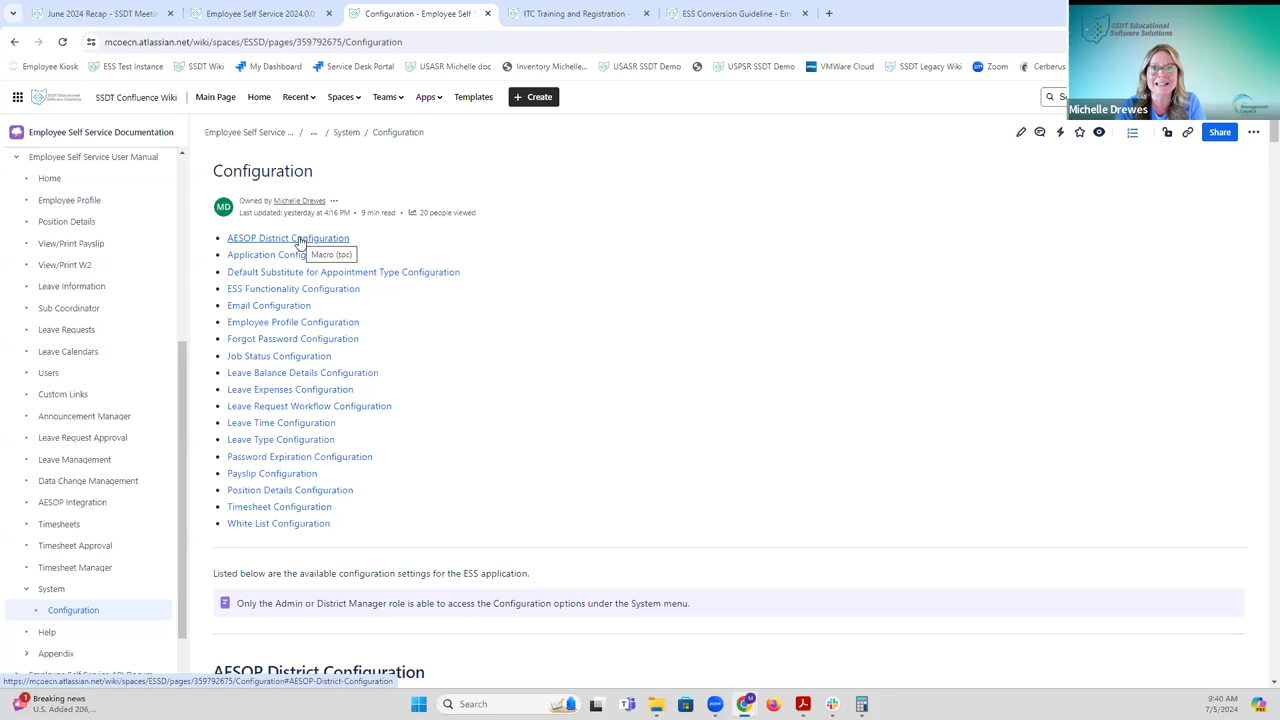 June 2024 Recap - SSDT Meeti
Employee Self Service 2024.0.0
Configuration - Employee Self
ITC Training and Registration
ESS Conversion Guideline - Em
mcoecn.atlassian.net/wiki/spaces/ESSD/pages/359792675/Configuration
Employee Kiosk
ESS Test Instance
SSDT Wiki
My Dashboard
Service Desk Portal
USASR Michelle doc
Inventory Michelle...
USASR SSDT Demo
USPSR SSDT Demo
VMWare Cloud
SSDT Legacy Wiki
Zoom
Cerberus
SSDT Educational
Software Solutions
Management
Council
Michelle Drewes
SSDT Confluence Wiki
Main Page
Home
Recent
Spaces
Teams
Apps
Templates
+ Create
Employee Self Service Documentation
Employee Self Service ... / ... / System / Configuration
Share
Employee Self Service User Manual
Home
Employee Profile
Position Details
View/Print Payslip
View/Print W2
Leave Information
Sub Coordinator
Leave Requests
Leave Calendars
Users
Custom Links
Announcement Manager
Leave Request Approval
Leave Management
Data Change Management
AESOP Integration
Timesheets
Timesheet Approval
Timesheet Manager
System
Configuration
Help
Appendix
Configuration
MD
Owned by Michelle Drewes
Last updated: yesterday at 4:16 PM • 9 min read • 20 people viewed
AESOP District Configuration
Application Config
Macro (toc)
Default Substitute for Appointment Type Configuration
ESS Functionality Configuration
Email Configuration
Employee Profile Configuration
Forgot Password Configuration
Job Status Configuration
Leave Balance Details Configuration
Leave Expenses Configuration
Leave Request Workflow Configuration
Leave Time Configuration
Leave Type Configuration
Password Expiration Configuration
Payslip Configuration
Position Details Configuration
Timesheet Configuration
White List Configuration
Listed below are the available configuration settings for the ESS application.
Only the Admin or District Manager role is able to access the Configuration options under the System menu.
AESOP District Configuration
https://mcoecn.atlassian.net/wiki/spaces/ESSD/pages/359792675/Configuration#AESOP-District-Configuration
1
Breaking news
U.S. Added 206,...
Search
9:40 AM
7/5/2024